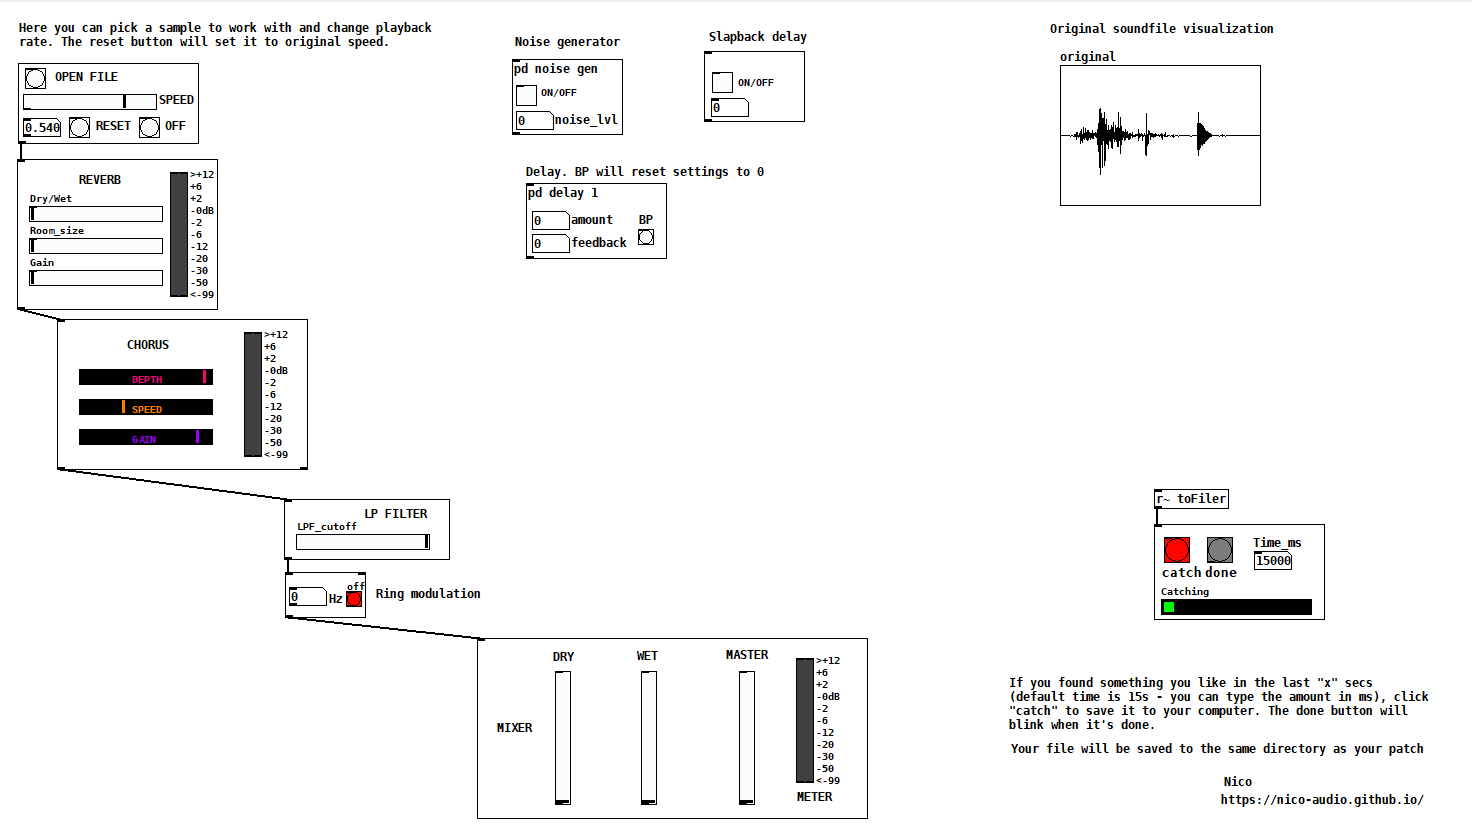 Here you can pick a sample to work with and change playback
rate. The reset button will set it to original speed.
OPEN FILE
SPEED
0.540
RESET
OFF
REVERB
Dry/Wet
Room_size
Gain
>+12
+6
+2
-0dB
-2
-6
-12
-20
-30
-50
<-99
CHORUS
DEPTH
SPEED
GAIN
>+12
+6
+2
-0dB
-2
-6
-12
-20
-30
-50
<-99
LP FILTER
LPF_cutoff
0
Hz
off
Ring modulation
MIXER
DRY
WET
MASTER
>+12
+6
+2
-0dB
-2
-6
-12
-20
-30
-50
<-99
METER
Noise generator
pd noise gen
ON/OFF
0
noise_lvl
Slapback delay
ON/OFF
0
Delay. BP will reset settings to 0
pd delay 1
0 amount
BP
0 feedback
Original soundfile visualization
original
r~ toFiler
Time_ms
15000
catch done
Catching
If you found something you like in the last "x" secs
(default time is 15s - you can type the amount in ms), click
"catch" to save it to your computer. The done button will
blink when it's done.
Your file will be saved to the same directory as your patch
Nico
https://nico-audio.github.io/